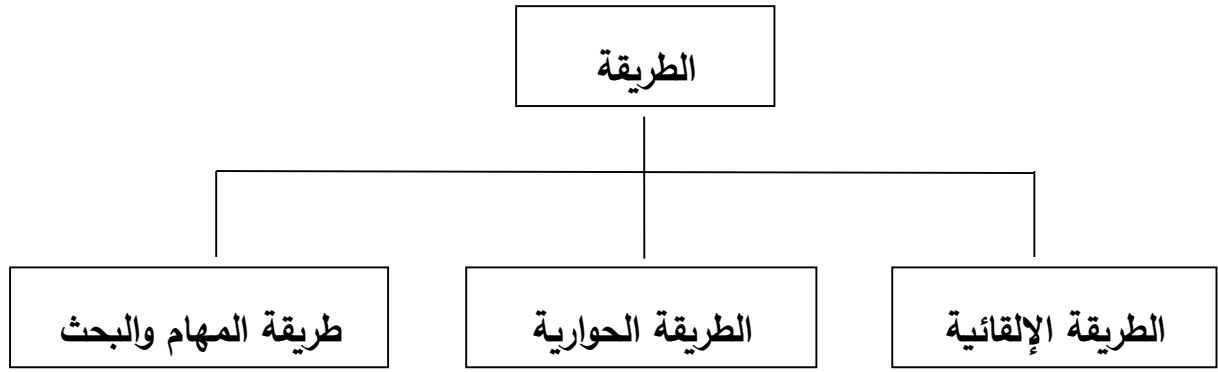 الطريقة
الطريقة الإلقائية
الطريقة الحوارية
طريقة المهام والبحث